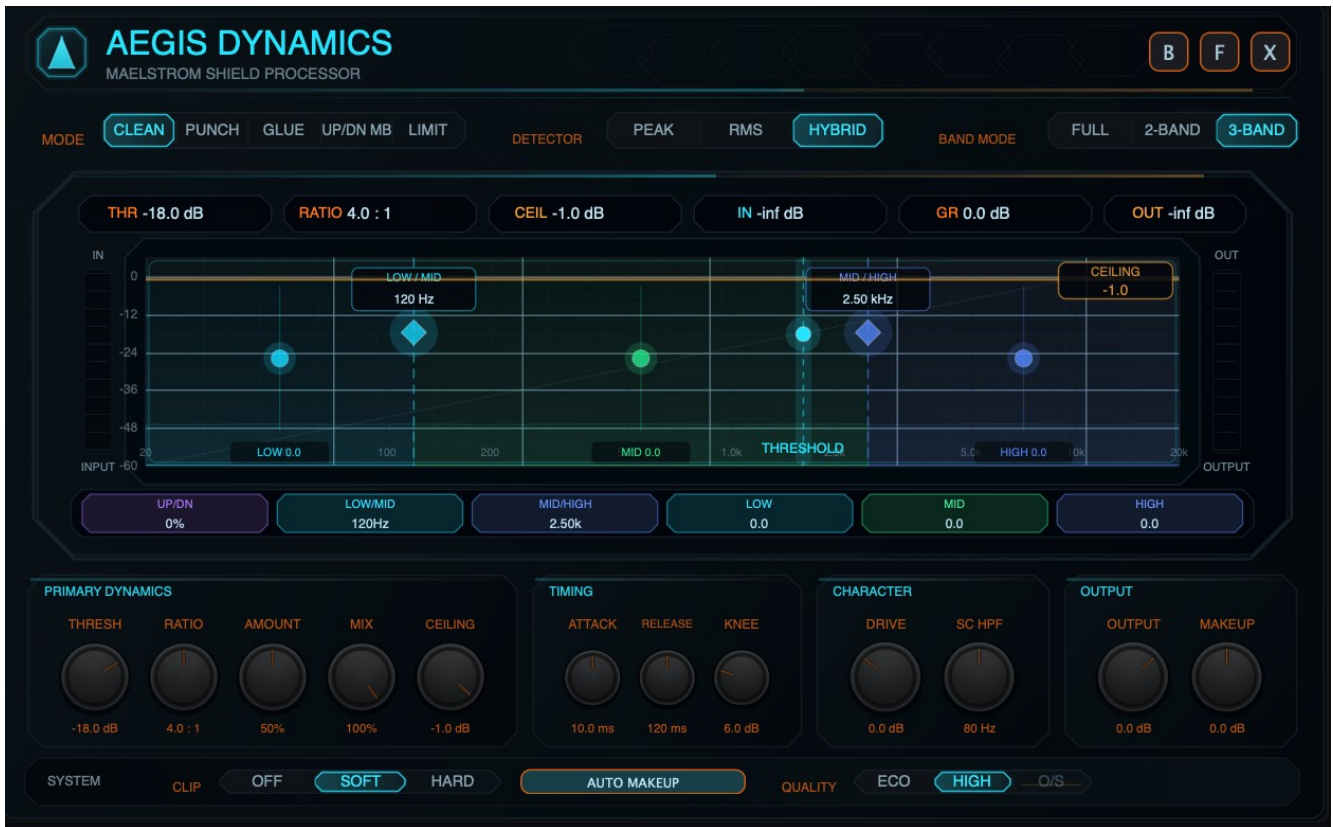 AEGIS DYNAMICS
MAELSTROM SHIELD PROCESSOR
B F X
MODE CLEAN PUNCH GLUE UP/DN MB LIMIT DETECTOR PEAK RMS HYBRID BAND MODE FULL 2-BAND 3-BAND
THR -18.0 dB RATIO 4.0 : 1 CEIL -1.0 dB IN -inf dB GR 0.0 dB OUT -inf dB
IN OUT
0 LOW / MID MID / HIGH CEILING
120 Hz 2.50 kHz -1.0
-12
-24
-36
-48
20 LOW 0.0 100 200 MID 0.0 1.0k THRESHOLD 5.0k HIGH 0.0 10k 20k
INPUT -60 OUTPUT
UP/DN LOW/MID MID/HIGH LOW MID HIGH
0% 120Hz 2.50k 0.0 0.0 0.0
PRIMARY DYNAMICS TIMING CHARACTER OUTPUT
THRESH RATIO AMOUNT MIX CEILING ATTACK RELEASE KNEE DRIVE SC HPF OUTPUT MAKEUP
-18.0 dB 4.0 : 1 50% 100% -1.0 dB 10.0 ms 120 ms 6.0 dB 0.0 dB 80 Hz 0.0 dB 0.0 dB
SYSTEM CLIP OFF SOFT HARD AUTO MAKEUP QUALITY ECO HIGH O/S